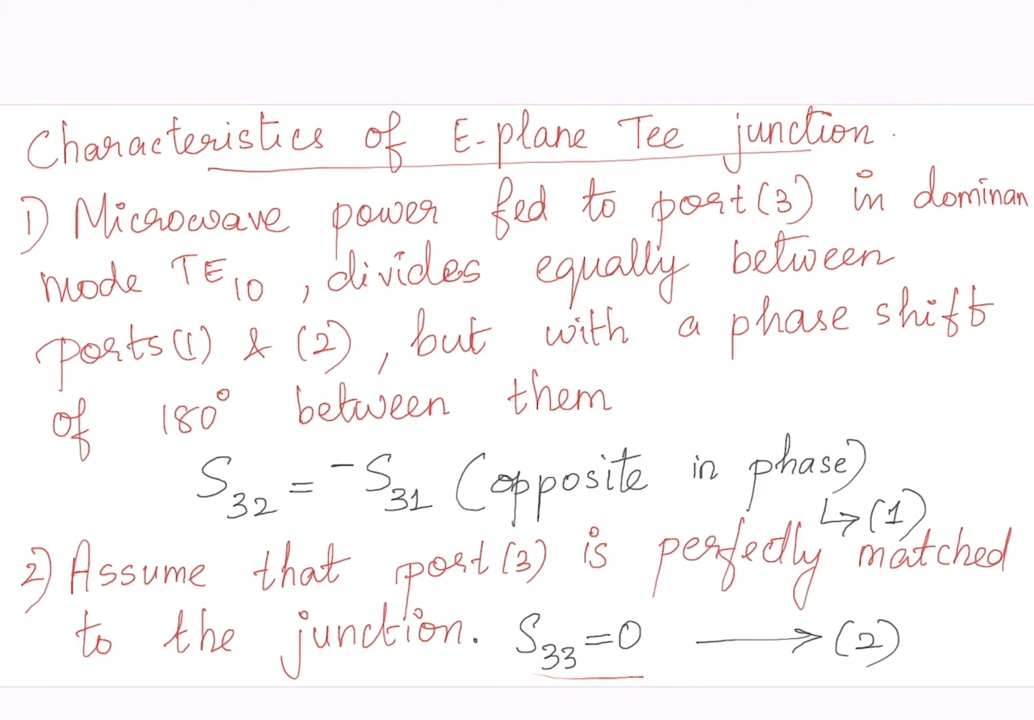 Characteristics of E-plane Tee junction.
1) Microwave power fed to port(3) in dominan
mode TE10, divides equally between
ports(1) & (2), but with a phase shift
of 180° between them
S32 = -S31 (opposite in phase)
↳ (1)
2) Assume that port(3) is perfectly matched
to the junction. S33=0 ⟶ (2)